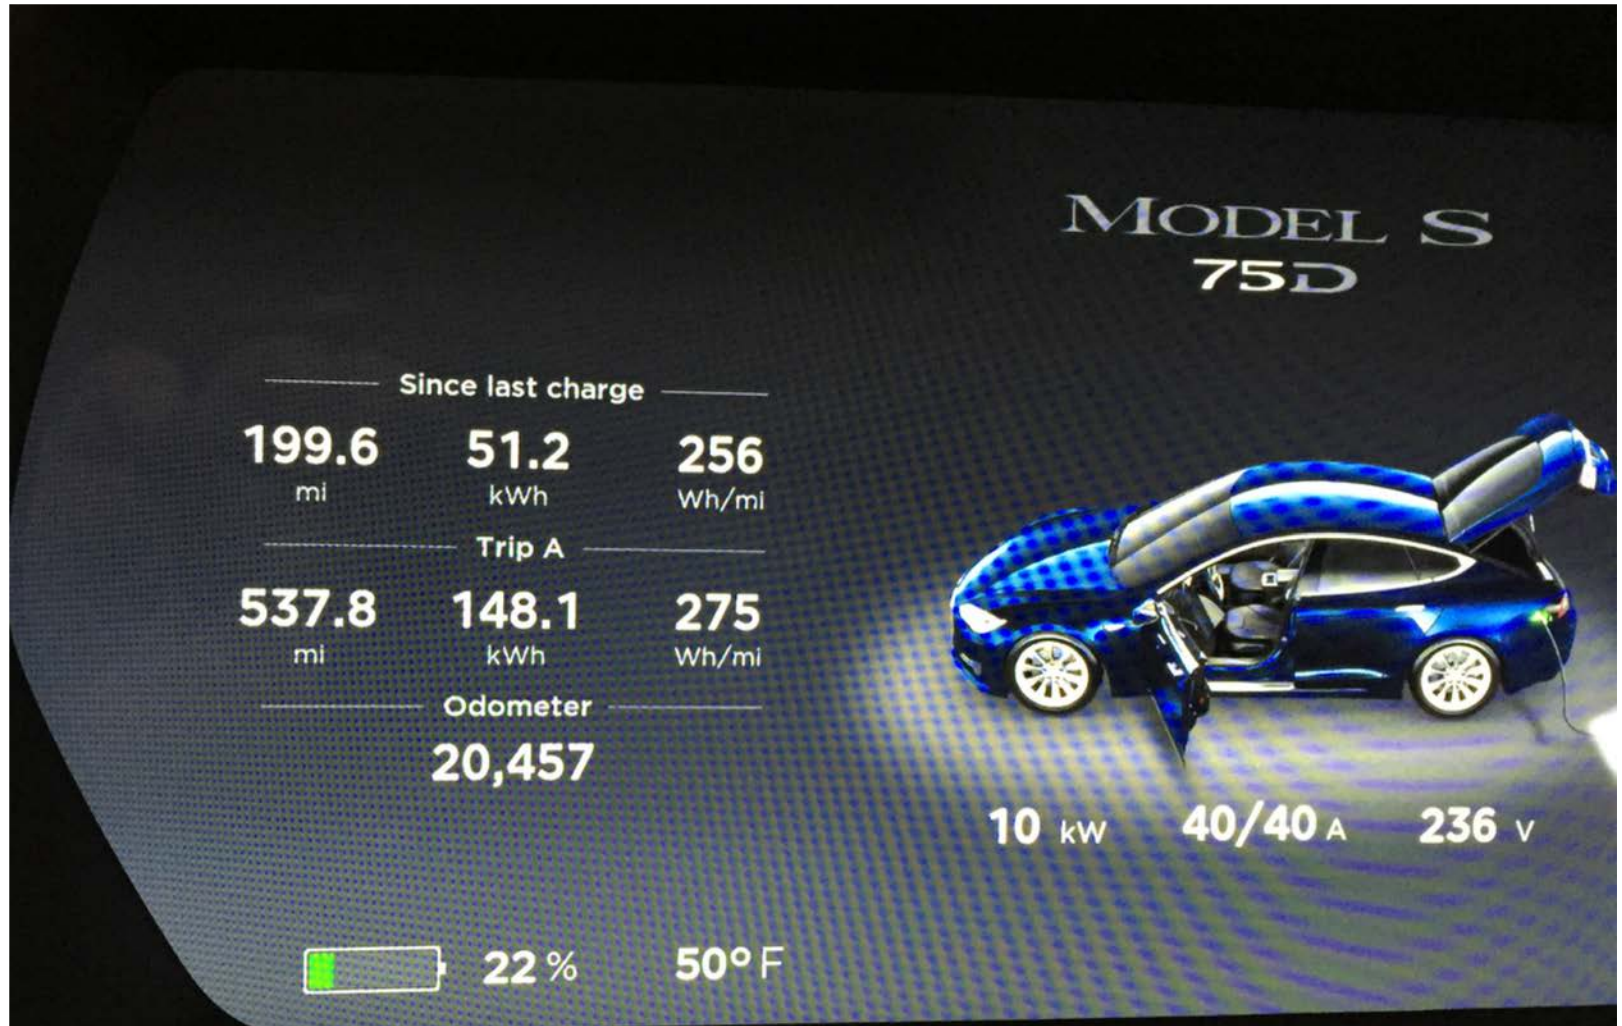 MODEL S
75D
Since last charge
199.6 51.2 256
mi kWh Wh/mi
Trip A
537.8 148.1 275
mi kWh Wh/mi
Odometer
20,457
10 kW 40/40 A 236 V
22 % 50° F